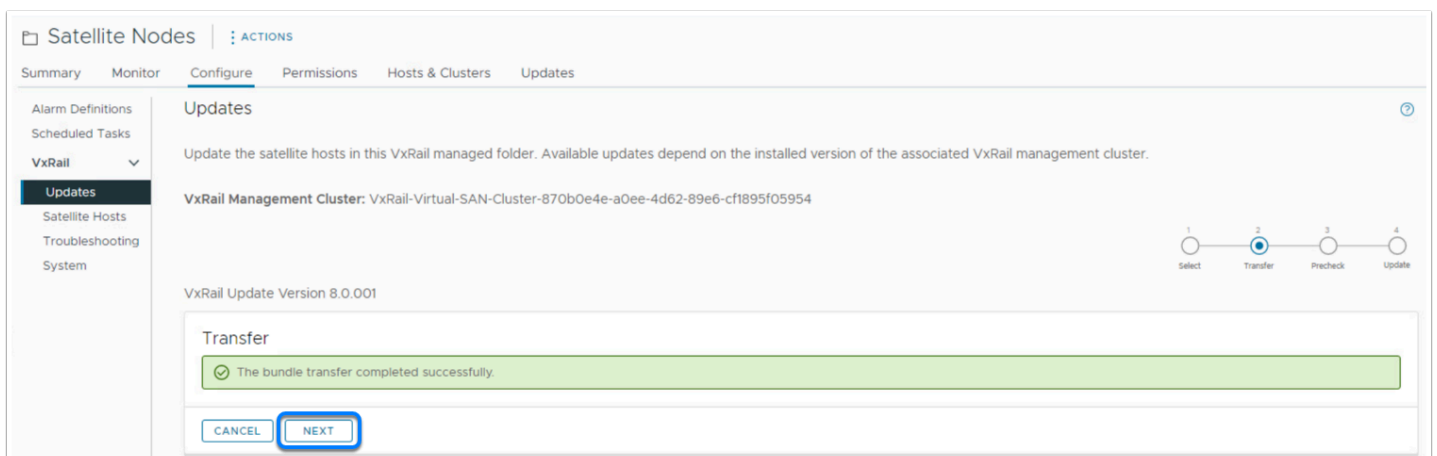 Satellite Nodes ACTIONS
Summary Monitor Configure Permissions Hosts & Clusters Updates
Alarm Definitions
Scheduled Tasks
VxRail
Updates
Satellite Hosts
Troubleshooting
System
Updates
Update the satellite hosts in this VxRail managed folder. Available updates depend on the installed version of the associated VxRail management cluster.
VxRail Management Cluster: VxRail-Virtual-SAN-Cluster-870b0e4e-a0ee-4d62-89e6-cf1895f05954
1 2 3 4
Select Transfer Precheck Update
VxRail Update Version 8.0.001
Transfer
The bundle transfer completed successfully.
CANCEL NEXT